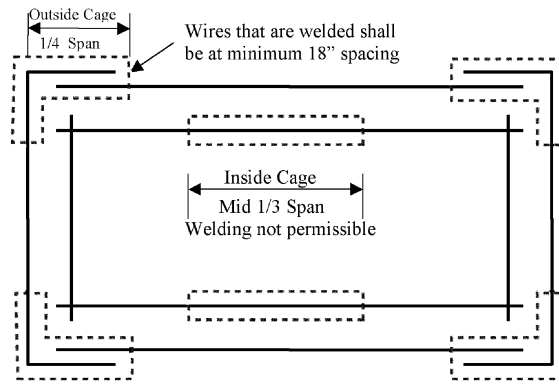 Outside Cage
1/4 Span
Wires that are welded shall
be at minimum 18” spacing
Inside Cage
Mid 1/3 Span
Welding not permissible